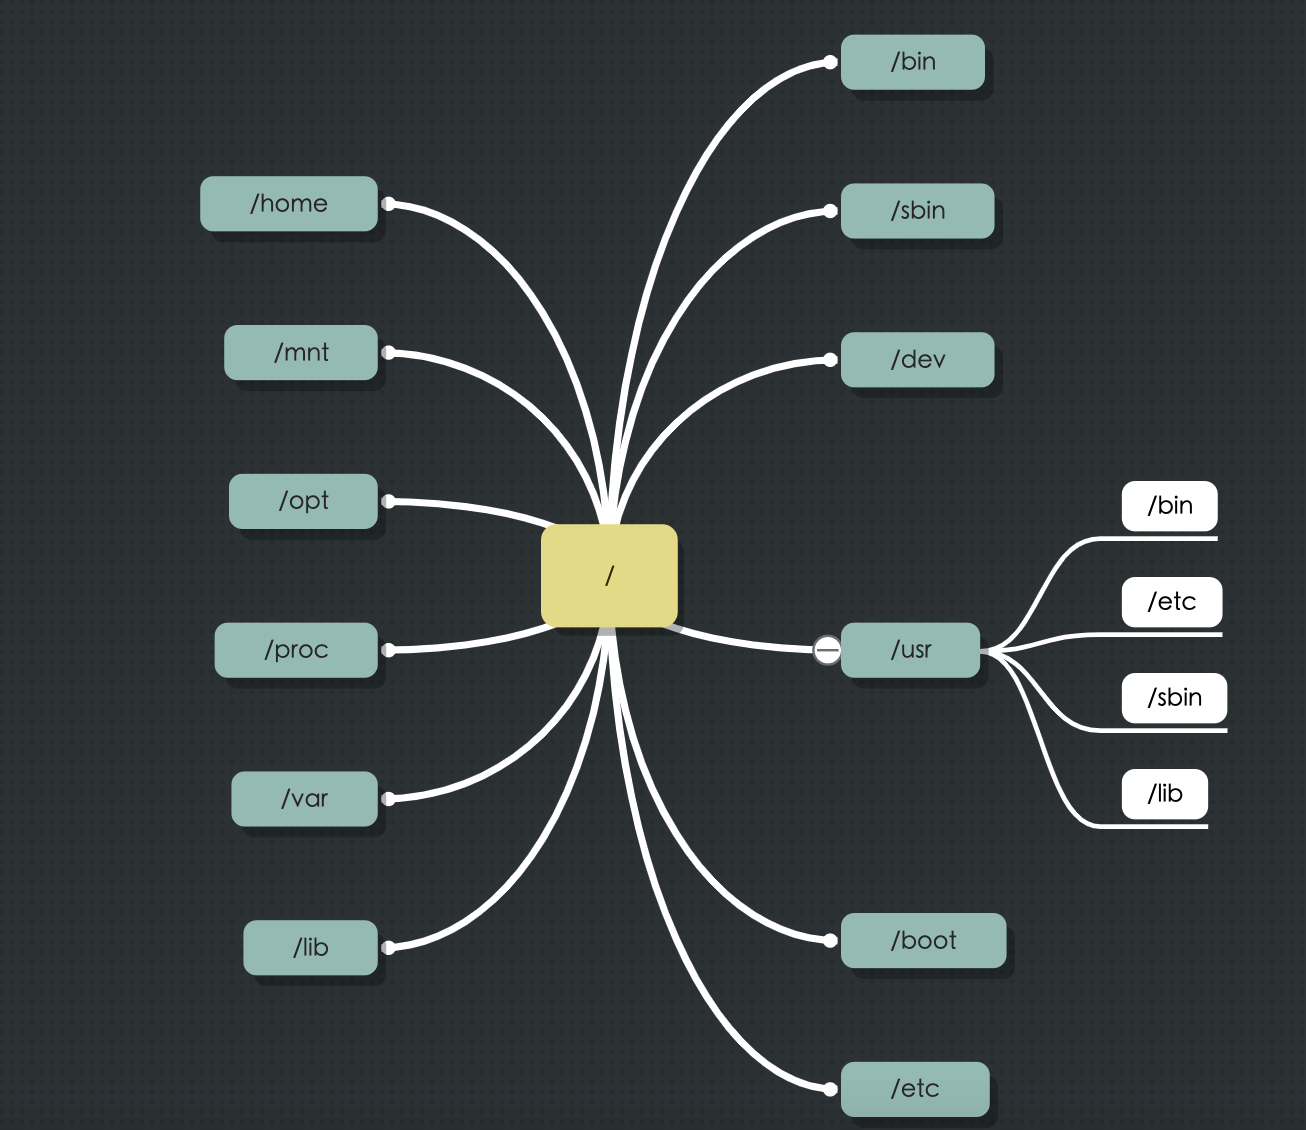 /bin
/home
/sbin
/mnt
/dev
/opt
/bin
/
/etc
/proc
/usr
/sbin
/var
/lib
/lib
/boot
/etc